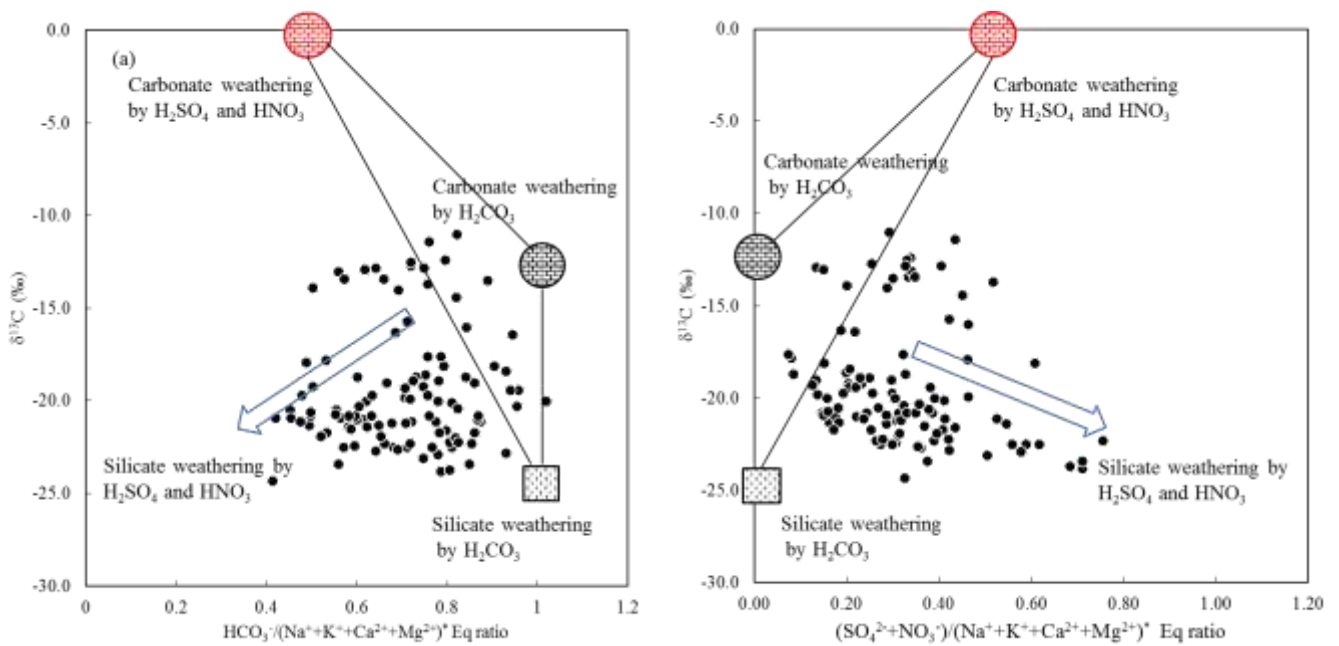 0.0
(a)
Carbonate weathering
by H₂SO₄ and HNO₃
-5.0
Carbonate weathering
by H₂CO₃
-10.0
δ¹³C (‰)
-15.0
-20.0
Silicate weathering by
H₂SO₄ and HNO₃
-25.0
Silicate weathering
by H₂CO₃
-30.0
0 0.2 0.4 0.6 0.8 1 1.2
HCO₃⁻/(Na⁺+K⁺+Ca²⁺+Mg²⁺)* Eq ratio
0.0
Carbonate weathering
by H₂SO₄ and HNO₃
-5.0
Carbonate weathering
by H₂CO₃
-10.0
δ¹³C (‰)
-15.0
-20.0
Silicate weathering by
H₂SO₄ and HNO₃
-25.0
Silicate weathering
by H₂CO₃
-30.0
0.00 0.20 0.40 0.60 0.80 1.00 1.20
(SO₄²⁻+NO₃⁻)/(Na⁺+K⁺+Ca²⁺+Mg²⁺)* Eq ratio